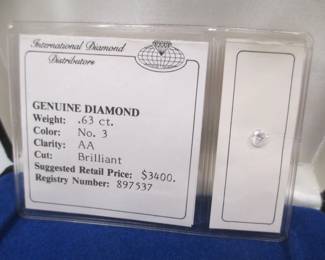 International Diamond
Distributors
GENUINE DIAMOND
Weight: .63 ct.
Color: No. 3
Clarity: AA
Cut: Brilliant
Suggested Retail Price: $3400.
Registry Number: 897537